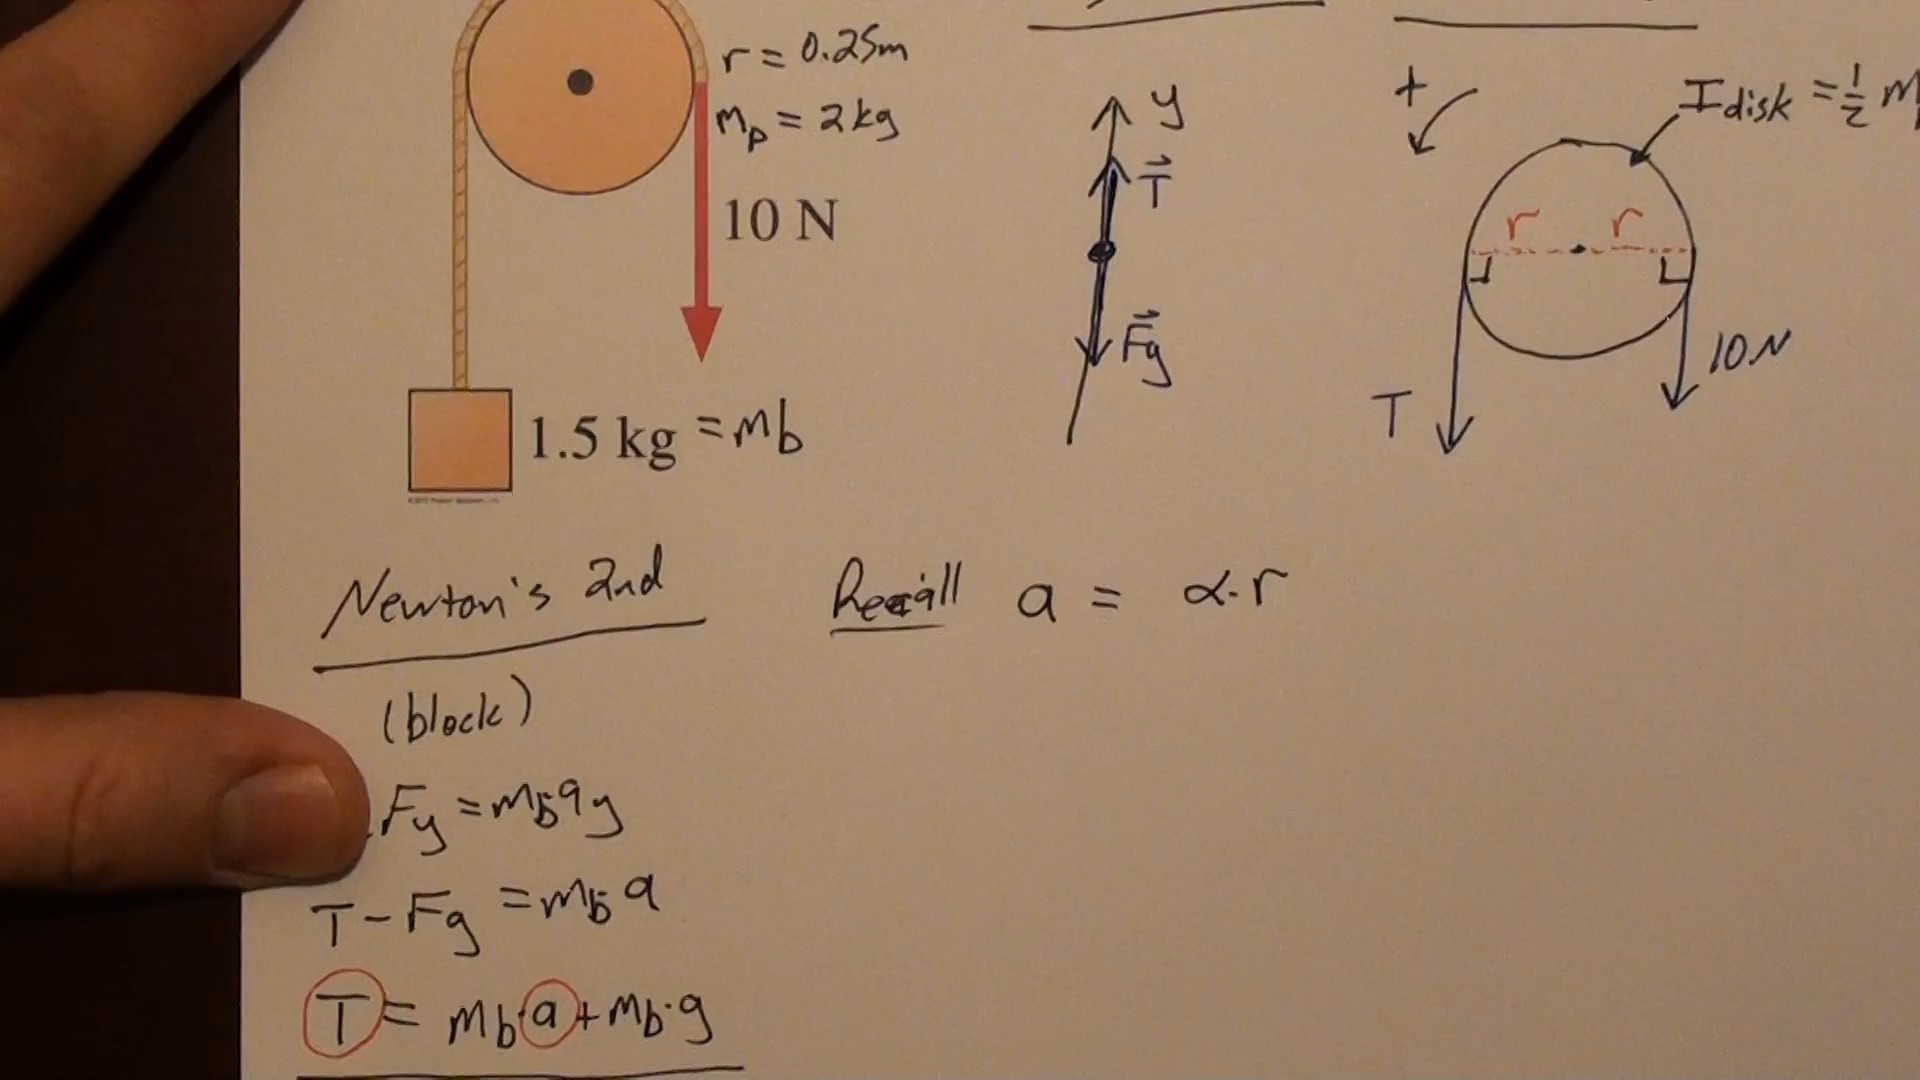 r = 0.25m
mp = 2kg
10 N
1.5 kg = mb
y
T
Fg
+
Idisk = 1/2 m
r r
T
10N
Newton's 2nd
(block)
Fy = mb ay
T - Fg = mb a
T = mb·a + mb·g
Recall a = α·r